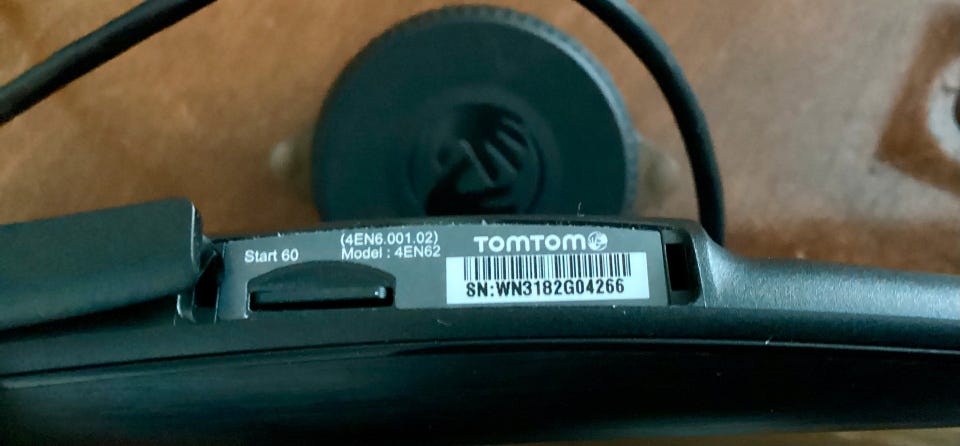 Start 60
(4EN6.001.02)
Model : 4EN62
TOMTOM
SN:WN3182G04266